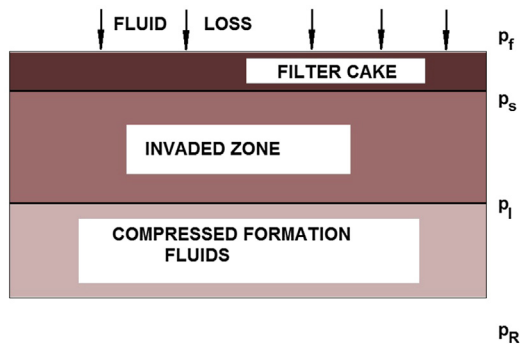 FLUID LOSS
p_f
FILTER CAKE
p_s
INVADED ZONE
p_I
COMPRESSED FORMATION
FLUIDS
p_R